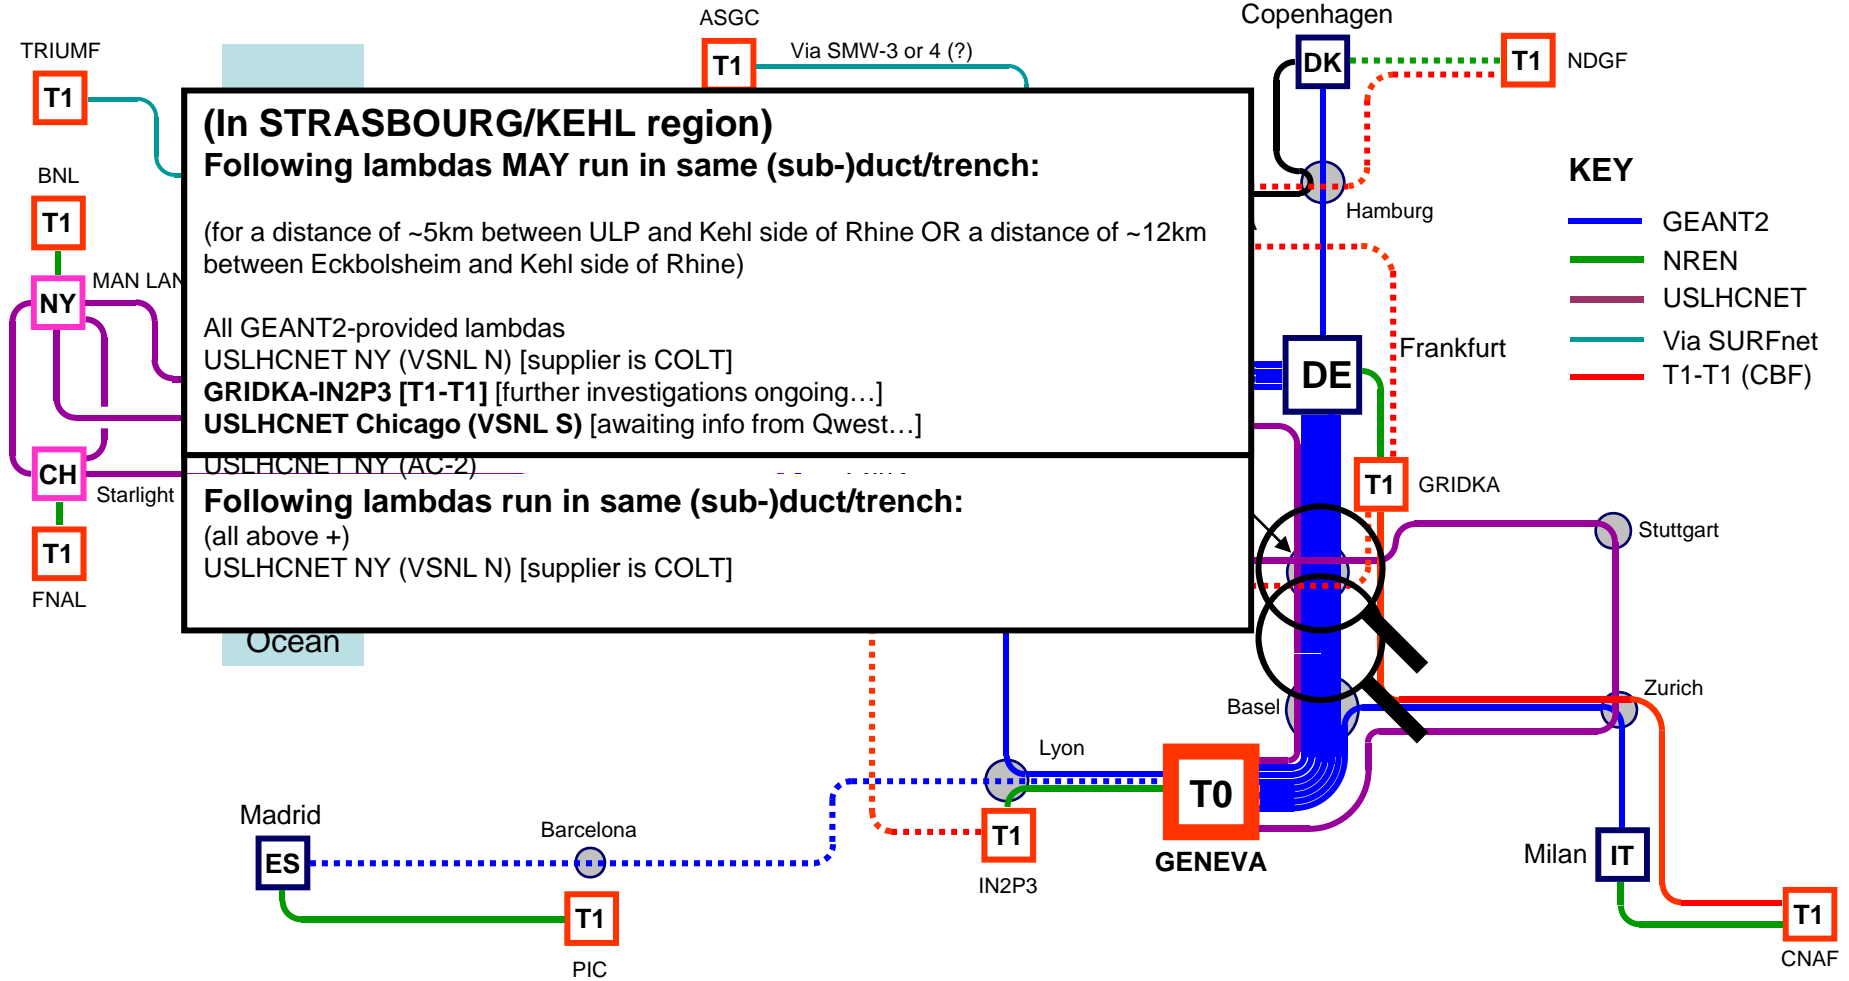 ASGC
Copenhagen
TRIUMF
T1
Via SMW-3 or 4 (?)
DK
T1
NDGF
T1
(In STRASBOURG/KEHL region)
Following lambdas MAY run in same (sub-)duct/trench:
(for a distance of ~5km between ULP and Kehl side of Rhine OR a distance of ~12km
between Eckbolsheim and Kehl side of Rhine)
All GEANT2-provided lambdas
USLHCNET NY (VSNL N) [supplier is COLT]
GRIDKA-IN2P3 [T1-T1] [further investigations ongoing…]
USLHCNET Chicago (VSNL S) [awaiting info from Qwest…]
USLHCNET NY (AC-2)
Following lambdas run in same (sub-)duct/trench:
(all above +)
USLHCNET NY (VSNL N) [supplier is COLT]
BNL
T1
MAN LAN
NY
CH
Starlight
T1
FNAL
Ocean
Hamburg
KEY
GEANT2
NREN
USLHCNET
Via SURFnet
T1-T1 (CBF)
Frankfurt
DE
T1
GRIDKA
Stuttgart
Zurich
Basel
Lyon
T0
GENEVA
Madrid
Barcelona
ES
T1
PIC
T1
IN2P3
Milan
IT
T1
CNAF